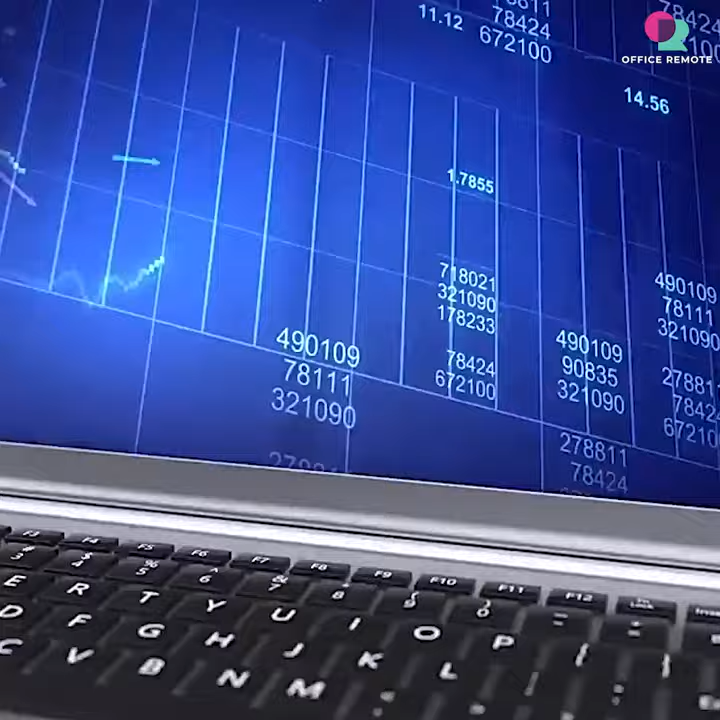 78424
672100
11.12
OFFICE REMOTE
14.56
1.7855
718021
321090
178233
78424
672100
490109
78111
321090
490109
90835
321090
278811
78424
490109
78111
321090
F3
F4
F5
F6
F7
F8
F9
F10
F11
F12
E R T Y U I O P
D F G H J K L
C V B N M